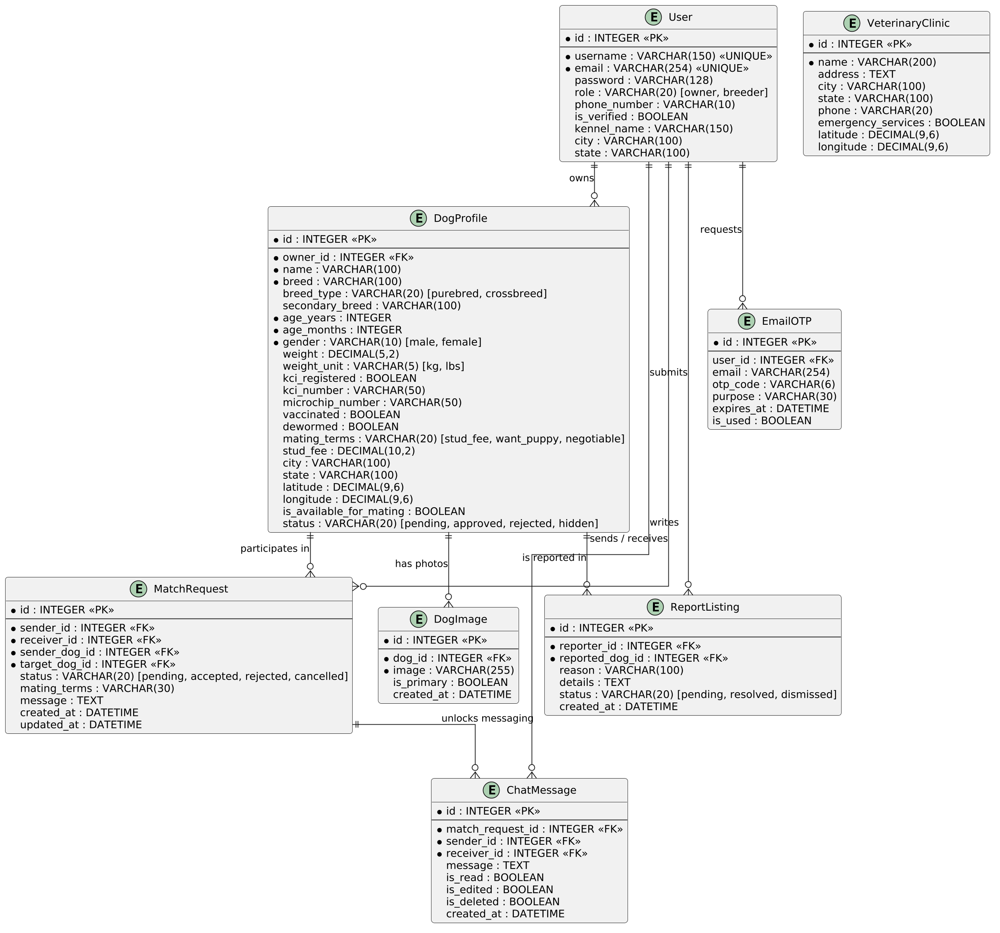 E User
* id : INTEGER «PK»
* username : VARCHAR(150) «UNIQUE»
* email : VARCHAR(254) «UNIQUE»
password : VARCHAR(128)
role : VARCHAR(20) [owner, breeder]
phone_number : VARCHAR(10)
is_verified : BOOLEAN
kennel_name : VARCHAR(150)
city : VARCHAR(100)
state : VARCHAR(100)
E VeterinaryClinic
* id : INTEGER «PK»
* name : VARCHAR(200)
address : TEXT
city : VARCHAR(100)
state : VARCHAR(100)
phone : VARCHAR(20)
emergency_services : BOOLEAN
latitude : DECIMAL(9,6)
longitude : DECIMAL(9,6)
owns
requests
E DogProfile
* id : INTEGER «PK»
* owner_id : INTEGER «FK»
* name : VARCHAR(100)
* breed : VARCHAR(100)
breed_type : VARCHAR(20) [purebred, crossbreed]
secondary_breed : VARCHAR(100)
* age_years : INTEGER
* age_months : INTEGER
* gender : VARCHAR(10) [male, female]
weight : DECIMAL(5,2)
weight_unit : VARCHAR(5) [kg, lbs]
kci_registered : BOOLEAN
kci_number : VARCHAR(50)
microchip_number : VARCHAR(50)
vaccinated : BOOLEAN
dewormed : BOOLEAN
mating_terms : VARCHAR(20) [stud_fee, want_puppy, negotiable]
stud_fee : DECIMAL(10,2)
city : VARCHAR(100)
state : VARCHAR(100)
latitude : DECIMAL(9,6)
longitude : DECIMAL(9,6)
is_available_for_mating : BOOLEAN
status : VARCHAR(20) [pending, approved, rejected, hidden]
E EmailOTP
* id : INTEGER «PK»
user_id : INTEGER «FK»
email : VARCHAR(254)
otp_code : VARCHAR(6)
purpose : VARCHAR(30)
expires_at : DATETIME
is_used : BOOLEAN
submits
writes
sends / receives
participates in
has photos
is reported in
E MatchRequest
* id : INTEGER «PK»
* sender_id : INTEGER «FK»
* receiver_id : INTEGER «FK»
* sender_dog_id : INTEGER «FK»
* target_dog_id : INTEGER «FK»
status : VARCHAR(20) [pending, accepted, rejected, cancelled]
mating_terms : VARCHAR(30)
message : TEXT
created_at : DATETIME
updated_at : DATETIME
E DogImage
* id : INTEGER «PK»
* dog_id : INTEGER «FK»
* image : VARCHAR(255)
is_primary : BOOLEAN
created_at : DATETIME
E ReportListing
* id : INTEGER «PK»
* reporter_id : INTEGER «FK»
* reported_dog_id : INTEGER «FK»
reason : VARCHAR(100)
details : TEXT
status : VARCHAR(20) [pending, resolved, dismissed]
created_at : DATETIME
unlocks messaging
E ChatMessage
* id : INTEGER «PK»
* match_request_id : INTEGER «FK»
* sender_id : INTEGER «FK»
* receiver_id : INTEGER «FK»
message : TEXT
is_read : BOOLEAN
is_edited : BOOLEAN
is_deleted : BOOLEAN
created_at : DATETIME